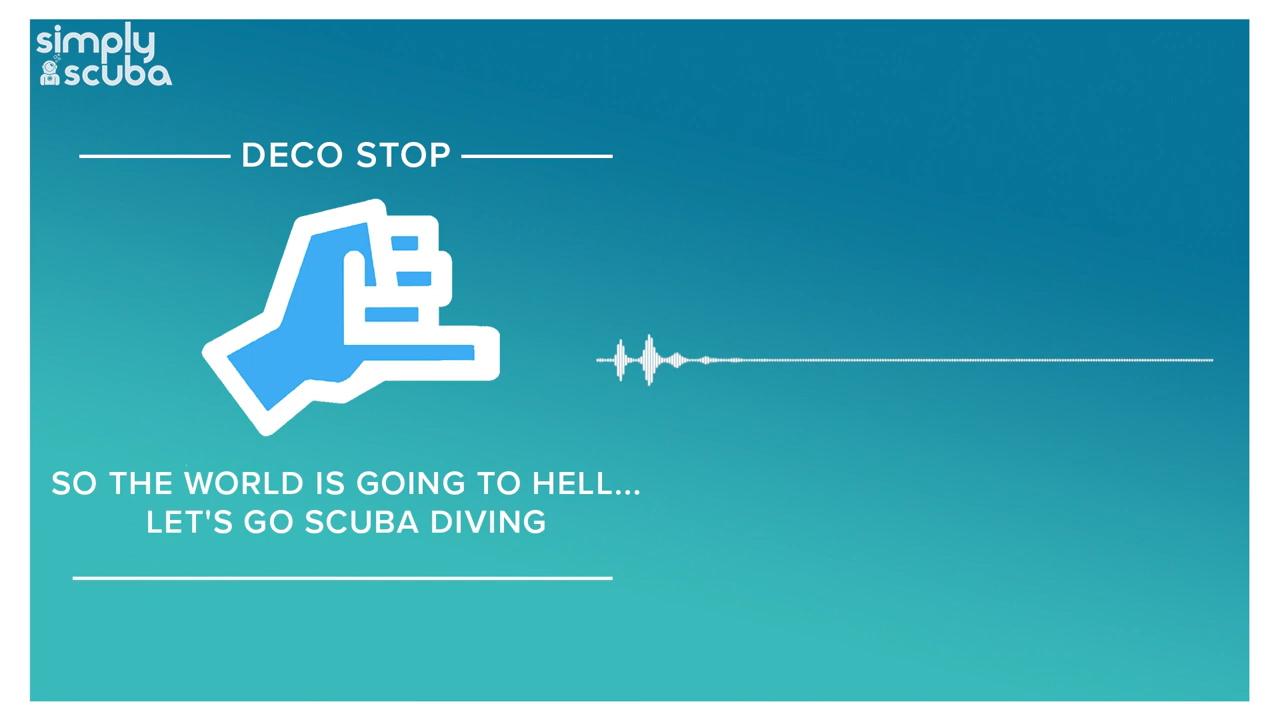 simply
scuba
DECO STOP
SO THE WORLD IS GOING TO HELL...
LET'S GO SCUBA DIVING